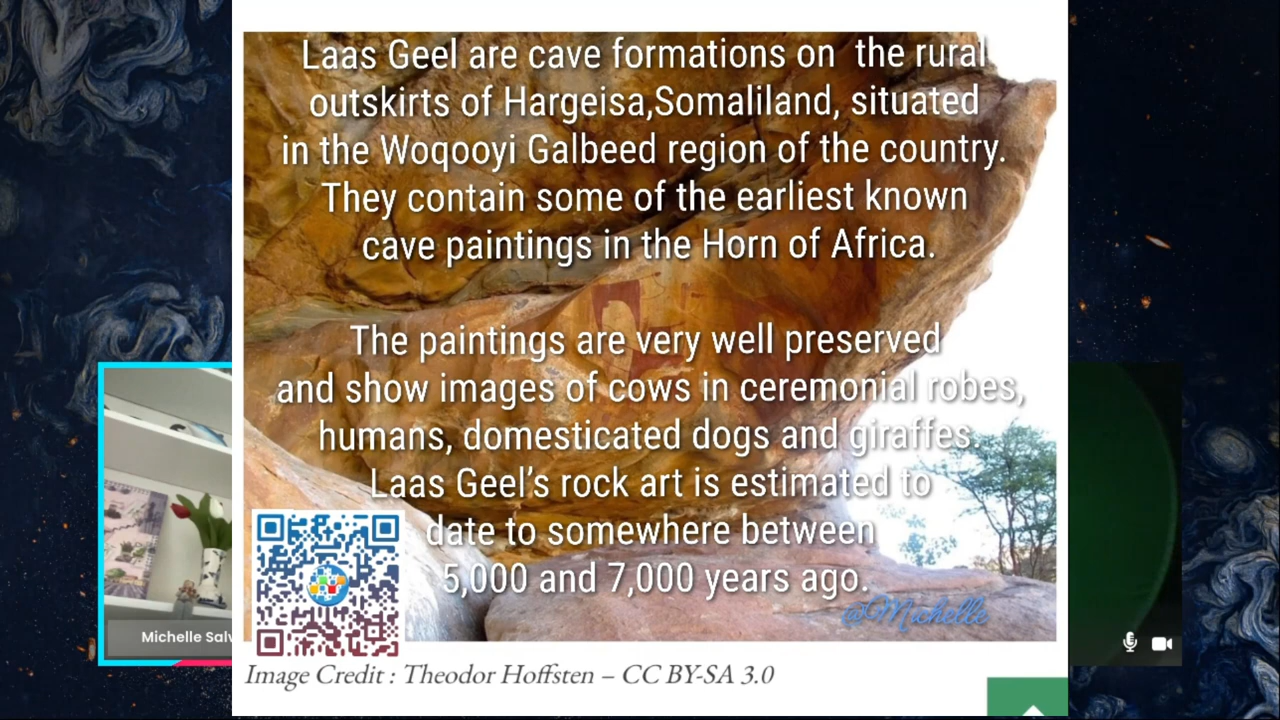 Laas Geel are cave formations on the rural
outskirts of Hargeisa,Somaliland, situated
in the Woqooyi Galbeed region of the country.
They contain some of the earliest known
cave paintings in the Horn of Africa.
The paintings are very well preserved
and show images of cows in ceremonial robes,
humans, domesticated dogs and giraffes.
Laas Geel’s rock art is estimated to
date to somewhere between
5,000 and 7,000 years ago.
@Michelle
Michelle Salv
Image Credit : Theodor Hoffsten – CC BY-SA 3.0